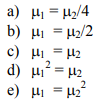 a) μ₁ = μ₂/4
b) μ₁ = μ₂/2
c) μ₁ = μ₂
d) μ₁² = μ₂
e) μ₁ = μ₂²